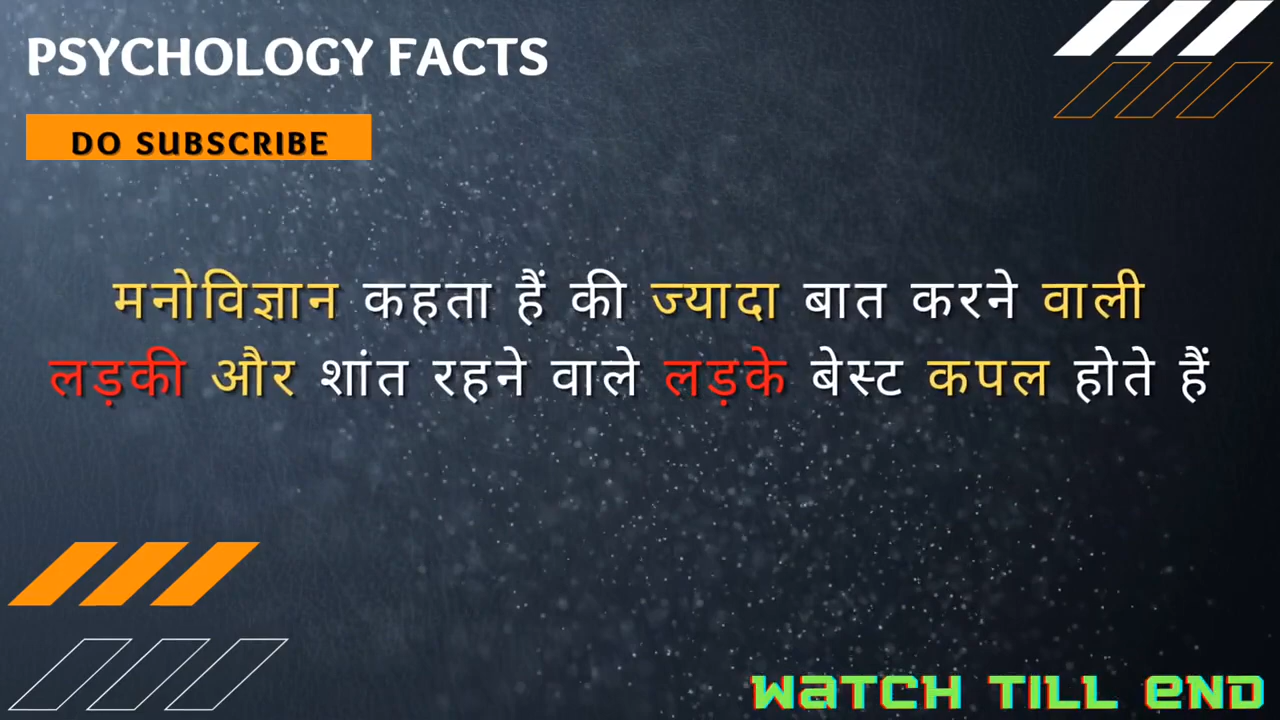 PSYCHOLOGY FACTS
DO SUBSCRIBE
मनोविज्ञान कहता हैं की ज्यादा बात करने वाली
लड़की और शांत रहने वाले लड़के बेस्ट कपल होते हैं
WATCH TILL END